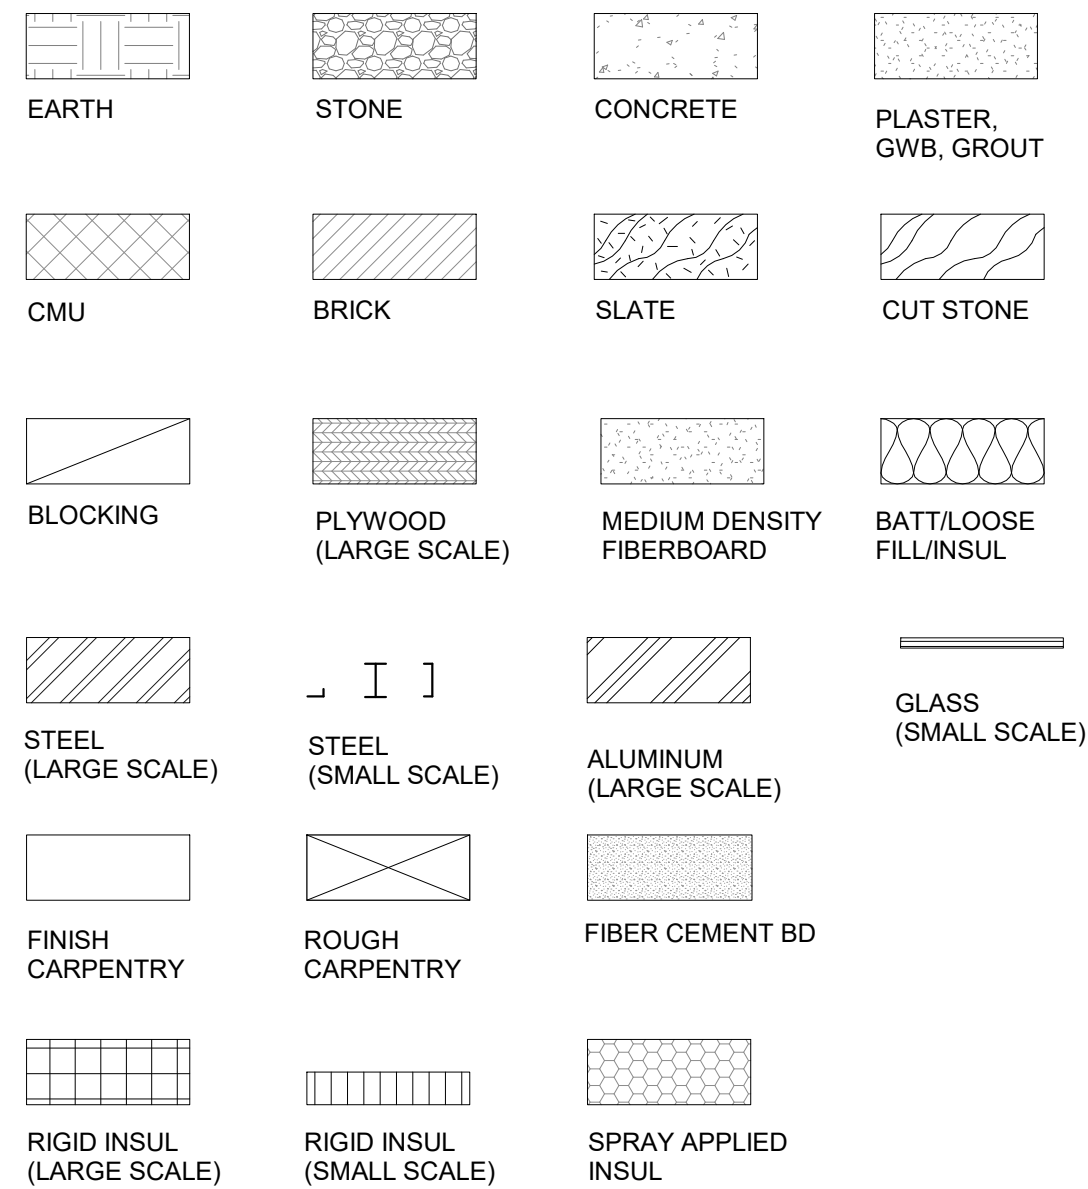 EARTH
STONE
CONCRETE
PLASTER,
GWB, GROUT
CMU
BRICK
SLATE
CUT STONE
BLOCKING
PLYWOOD
(LARGE SCALE)
MEDIUM DENSITY
FIBERBOARD
BATT/LOOSE
FILL/INSUL
STEEL
(LARGE SCALE)
STEEL
(SMALL SCALE)
ALUMINUM
(LARGE SCALE)
GLASS
(SMALL SCALE)
FINISH
CARPENTRY
ROUGH
CARPENTRY
FIBER CEMENT BD
RIGID INSUL
(LARGE SCALE)
RIGID INSUL
(SMALL SCALE)
SPRAY APPLIED
INSUL